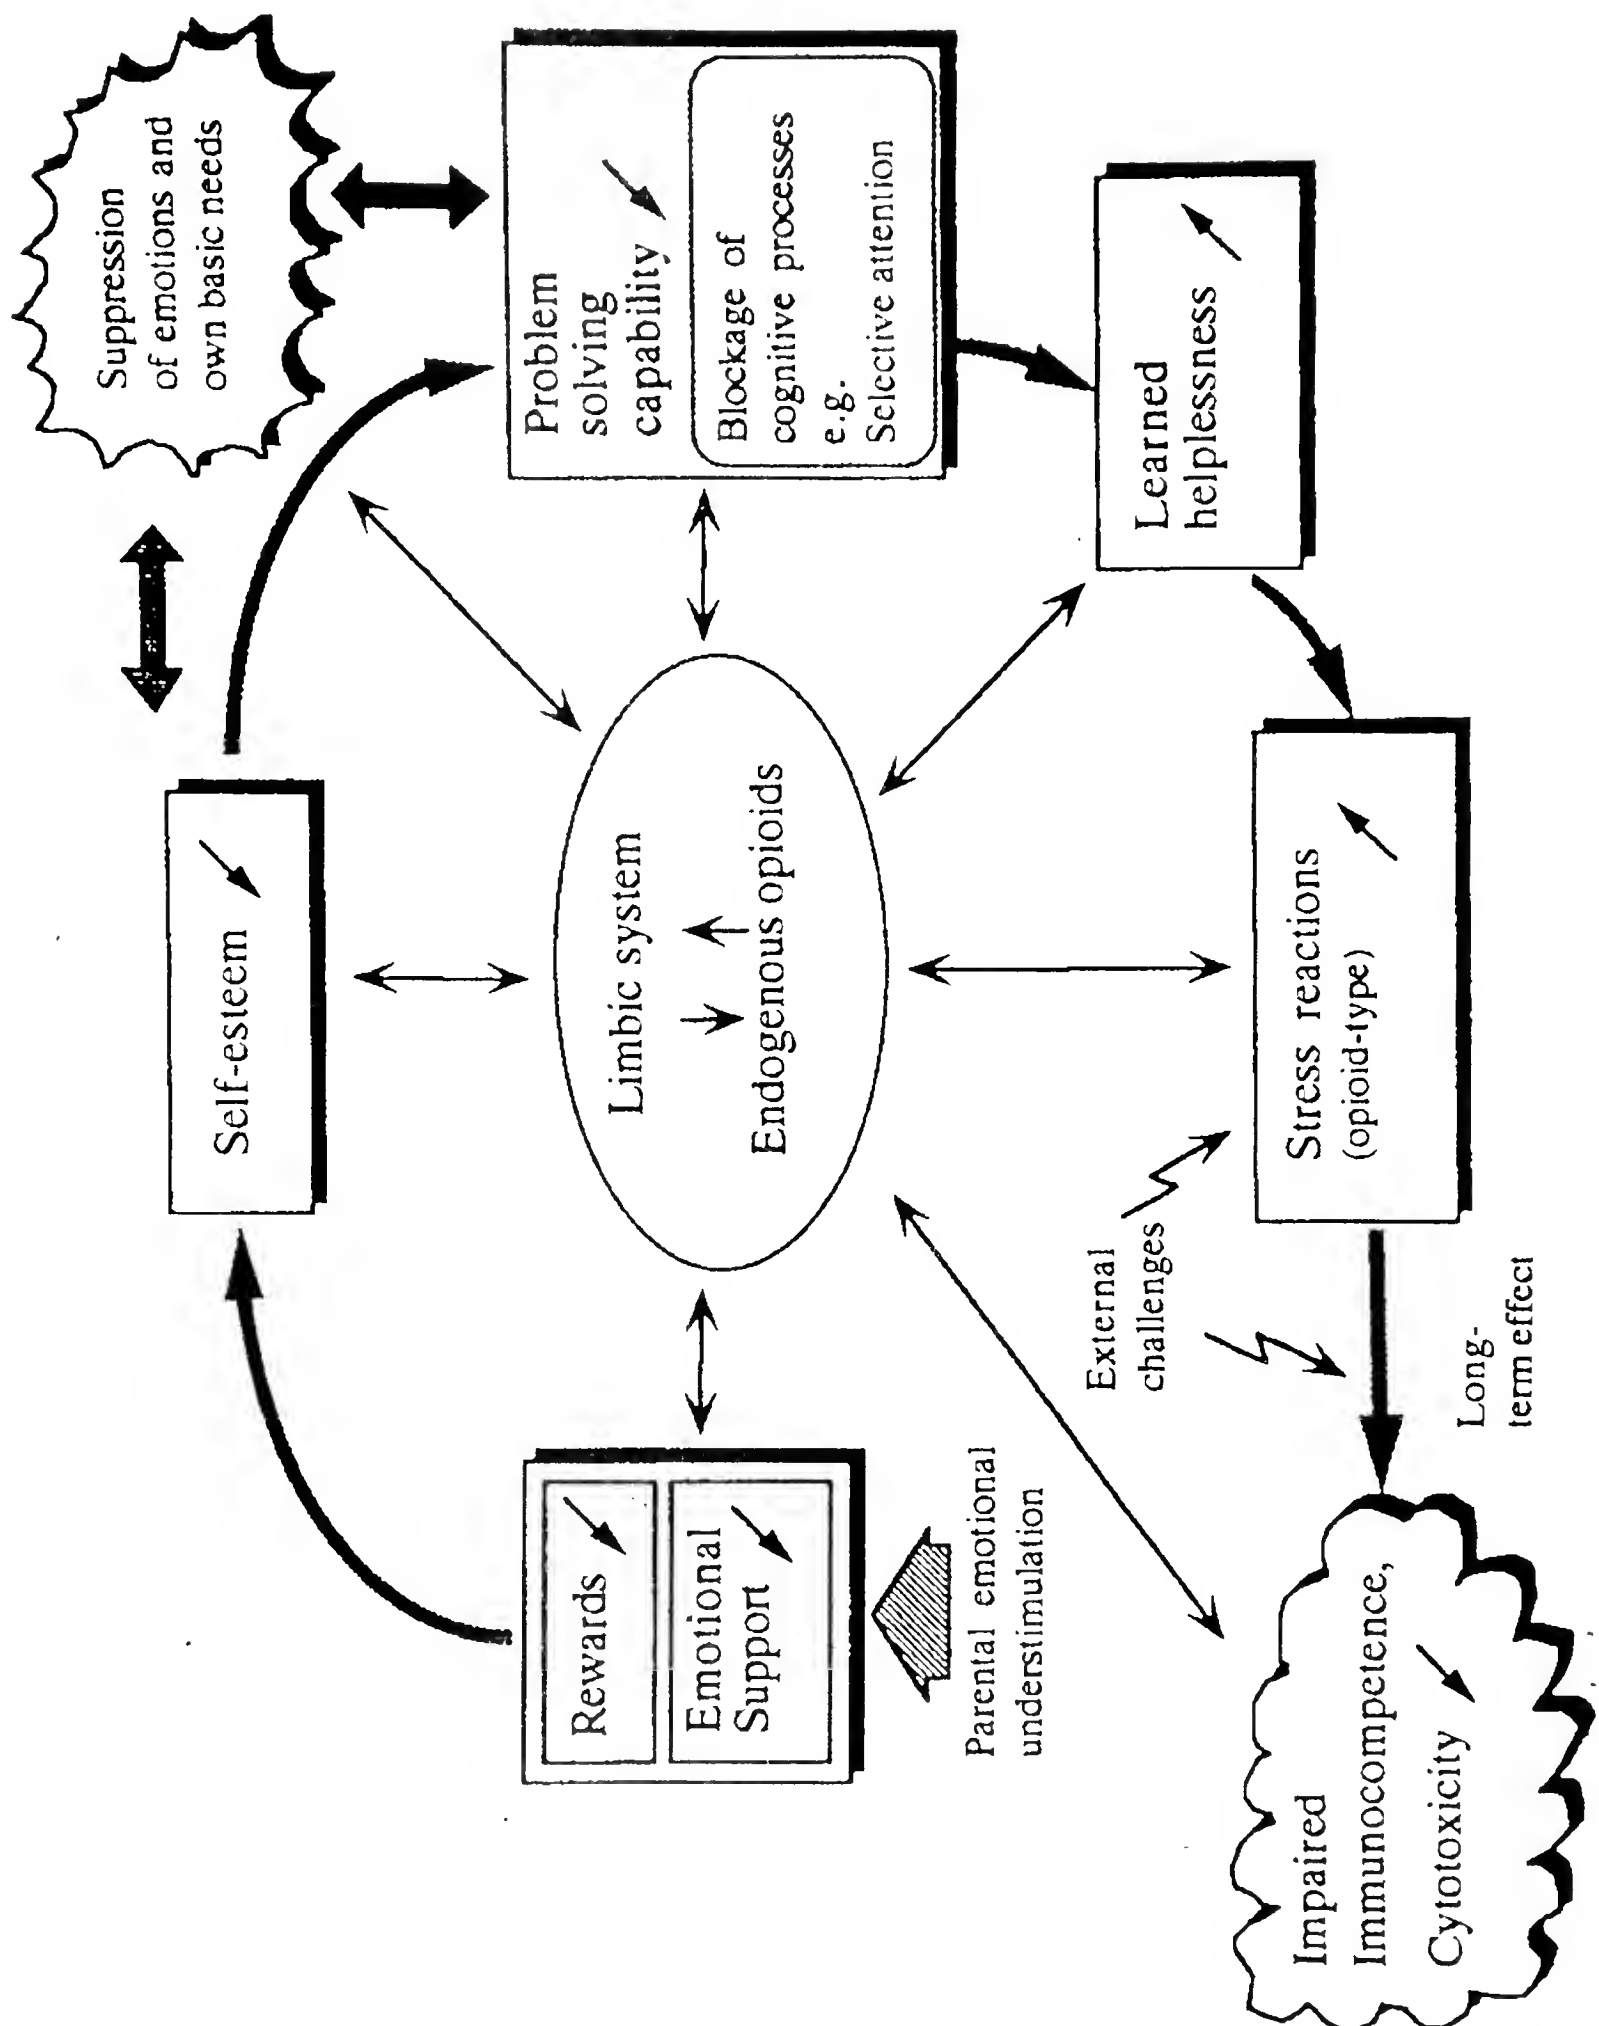 Suppression
of emotions and
own basic needs
Self-esteem
Problem
solving
capability
Blockage of
cognitive processes
e.g.
Selective attention
Rewards
Emotional
Support
Limbic system
Endogenous opioids
Parental emotional
understimulation
Learned
helplessness
External
challenges
Stress reactions
(opioid-type)
Long-
term effect
Impaired
Immunocompetence,
Cytotoxicity